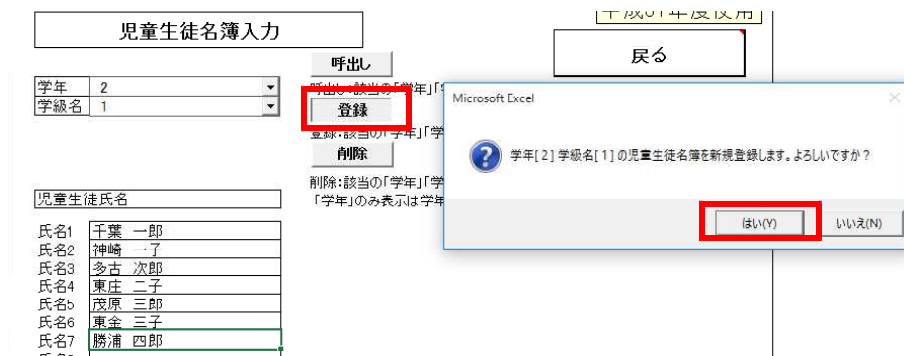 平成31年度使用
児童生徒名簿入力
呼出し
戻る
学年 2
呼出し:該当の「学年」「学
学級名 1
登録
登録:該当の「学年」「学
削除
削除:該当の「学年」「学
「学年」のみ表示は学年
Microsoft Excel
学年[2]学級名[1]の児童生徒名簿を新規登録します。よろしいですか?
はい(Y)
いいえ(N)
児童生徒氏名
氏名1 千葉 一郎
氏名2 神崎 一子
氏名3 多古 次郎
氏名4 東庄 二子
氏名5 茂原 三郎
氏名6 東金 三子
氏名7 勝浦 四郎